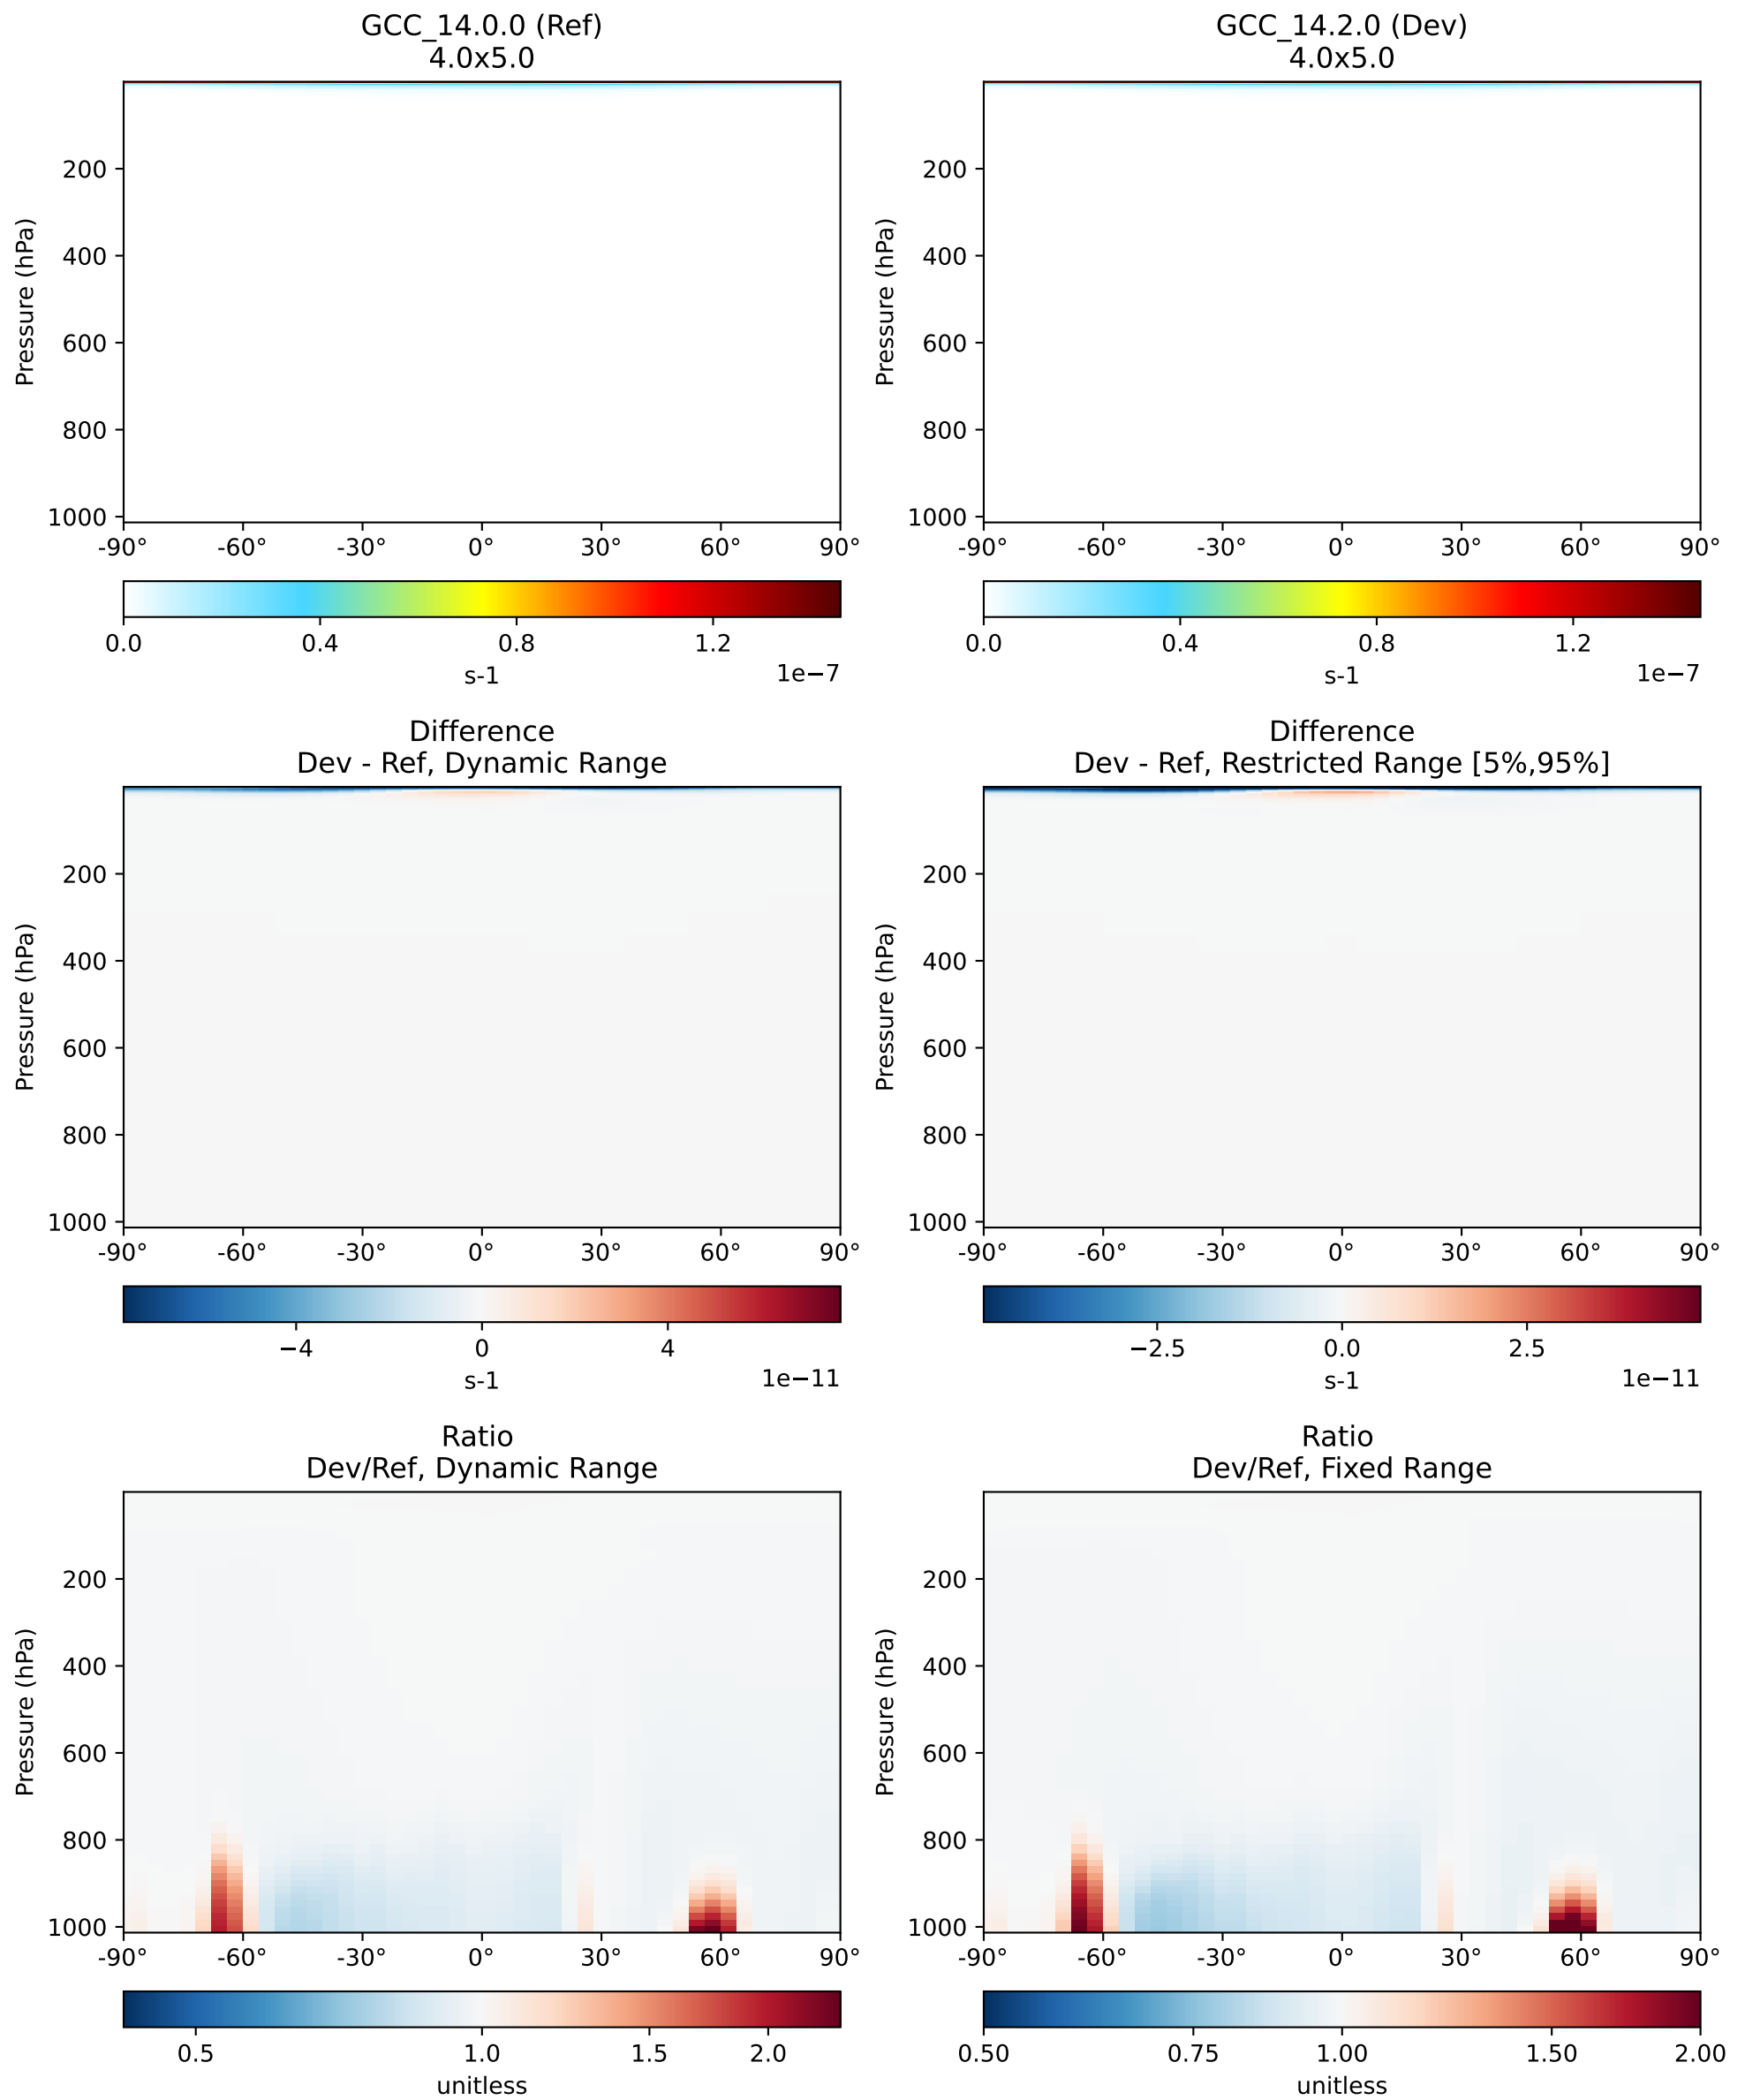 GCC_14.0.0 (Ref)
4.0x5.0
Pressure (hPa)
200
400
600
800
1000
-90° -60° -30° 0° 30° 60° 90°
0.0 0.4 0.8 1.2
s-1
1e−7
GCC_14.2.0 (Dev)
4.0x5.0
Pressure (hPa)
200
400
600
800
1000
-90° -60° -30° 0° 30° 60° 90°
0.0 0.4 0.8 1.2
s-1
1e−7
Difference
Dev - Ref, Dynamic Range
Pressure (hPa)
200
400
600
800
1000
-90° -60° -30° 0° 30° 60° 90°
−4 0 4
s-1
1e−11
Difference
Dev - Ref, Restricted Range [5%,95%]
Pressure (hPa)
200
400
600
800
1000
-90° -60° -30° 0° 30° 60° 90°
−2.5 0.0 2.5
s-1
1e−11
Ratio
Dev/Ref, Dynamic Range
Pressure (hPa)
200
400
600
800
1000
-90° -60° -30° 0° 30° 60° 90°
0.5 1.0 1.5 2.0
unitless
Ratio
Dev/Ref, Fixed Range
Pressure (hPa)
200
400
600
800
1000
-90° -60° -30° 0° 30° 60° 90°
0.50 0.75 1.00 1.50 2.00
unitless